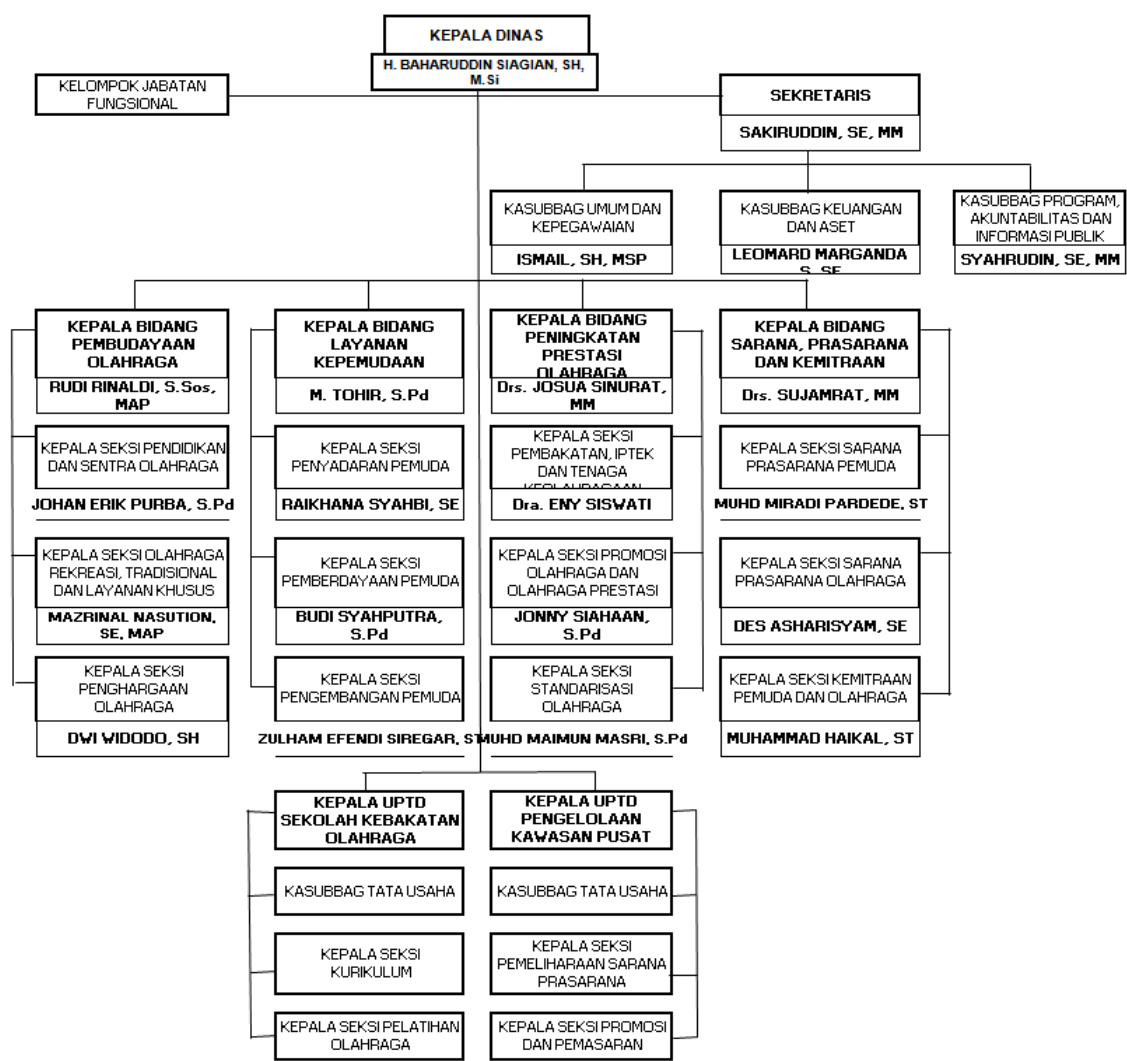 KEPALA DINAS
H. BAHARUDDIN SIAGIAN, SH,
M.Si
KELOMPOK JABATAN
FUNGSIONAL
SEKRETARIS
SAKIRUDDIN, SE, MM
KASUBBAG UMUM DAN
KEPEGAWAIAN
ISMAIL, SH, MSP
KASUBBAG KEUANGAN
DAN ASET
LEOMARD MARGANDA
S, SE
KASUBBAG PROGRAM,
AKUNTABILITAS DAN
INFORMASI PUBLIK
SYAHRUDIN, SE, MM
KEPALA BIDANG
PEMBUDAYAAN
OLAHRAGA
RUDI RINALDI, S.Sos,
MAP
KEPALA SEKSI PENDIDIKAN
DAN SENTRA OLAHRAGA
JOHAN ERIK PURBA, S.Pd
KEPALA SEKSI OLAHRAGA
REKREASI, TRADISIONAL
DAN LAYANAN KHUSUS
MAZRINAL NASUTION,
SE, MAP
KEPALA SEKSI
PENGHARGAAN
OLAHRAGA
DWI WIDODO, SH
KEPALA BIDANG
LAYANAN
KEPEMUDAAN
M. TOHIR, S.Pd
KEPALA SEKSI
PENYADARAN PEMUDA
RAIKHANA SYAHBI, SE
KEPALA SEKSI
PEMBERDAYAAN PEMUDA
BUDI SYAHPUTRA,
S.Pd
KEPALA SEKSI
PENGEMBANGAN PEMUDA
ZULHAM EFENDI SIREGAR, ST
KEPALA BIDANG
PENINGKATAN
PRESTASI
OLAHRAGA
Drs. JOSUA SINURAT,
MM
KEPALA SEKSI
PEMBAKATAN, IPTEK
DAN TENAGA
KEOLAHRAGAAN
Dra. ENY SISWATI
KEPALA SEKSI PROMOSI
OLAHRAGA DAN
OLAHRAGA PRESTASI
JONNY SIAHAAN,
S.Pd
KEPALA SEKSI
STANDARISASI
OLAHRAGA
MUHD MAIMUN MASRI, S.Pd
KEPALA BIDANG
SARANA, PRASARANA
DAN KEMITRAAN
Drs. SUJAMRAT, MM
KEPALA SEKSI SARANA
PRASARANA PEMUDA
MUHD MIRADI PARDEDE, ST
KEPALA SEKSI SARANA
PRASARANA OLAHRAGA
DES ASHARISYAM, SE
KEPALA SEKSI KEMITRAAN
PEMUDA DAN OLAHRAGA
MUHAMMAD HAIKAL, ST
KEPALA UPTD
SEKOLAH KEBAKATAN
OLAHRAGA
KASUBBAG TATA USAHA
KEPALA SEKSI
KURIKULUM
KEPALA SEKSI PELATIHAN
OLAHRAGA
KEPALA UPTD
PENGELOLAAN
KAWASAN PUSAT
KASUBBAG TATA USAHA
KEPALA SEKSI
PEMELIHARAAN SARANA
PRASARANA
KEPALA SEKSI PROMOSI
DAN PEMASARAN